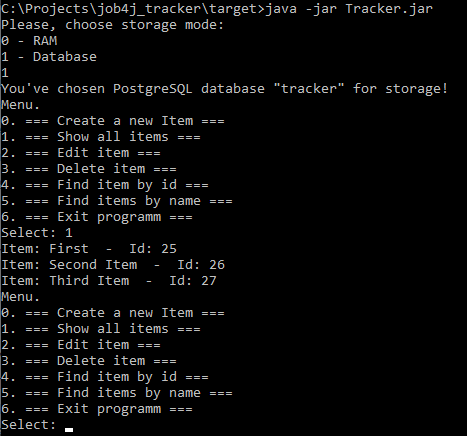 C:\Projects\job4j_tracker\target>java -jar Tracker.jar
Please, choose storage mode:
0 - RAM
1 - Database
1
You've chosen PostgreSQL database "tracker" for storage!
Menu.
0. === Create a new Item ===
1. === Show all items ===
2. === Edit item ===
3. === Delete item ===
4. === Find item by id ===
5. === Find items by name ===
6. === Exit programm ===
Select: 1
Item: First  -  Id: 25
Item: Second Item  -  Id: 26
Item: Third Item  -  Id: 27
Menu.
0. === Create a new Item ===
1. === Show all items ===
2. === Edit item ===
3. === Delete item ===
4. === Find item by id ===
5. === Find items by name ===
6. === Exit programm ===
Select: